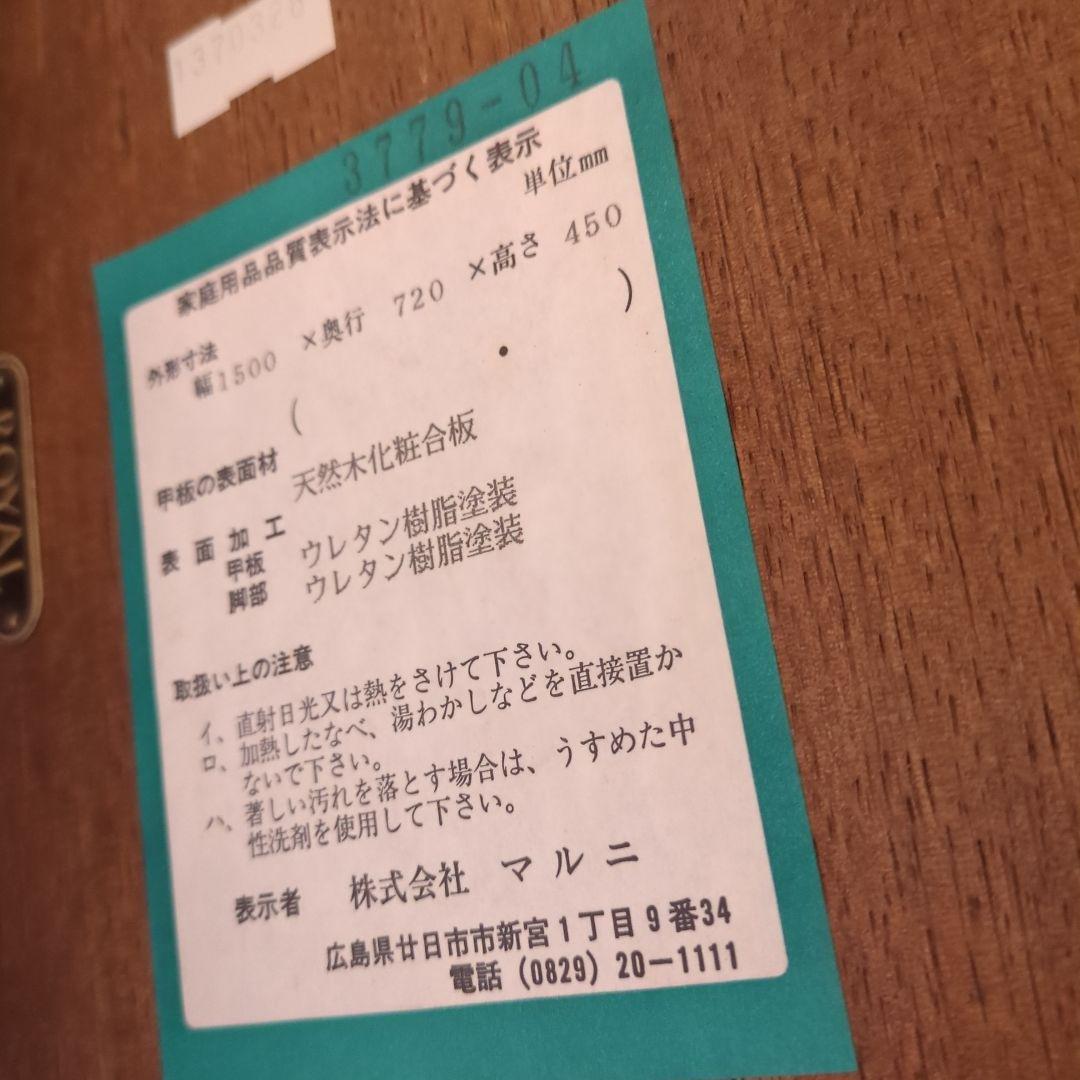 1370328
3779-04
家庭用品品質表示法に基づく表示
単位mm
外形寸法
幅1500 ×奥行 720 ×高さ 450
( )
甲板の表面材 天然木化粧合板
表面加工
甲板 ウレタン樹脂塗装
脚部 ウレタン樹脂塗装
取扱い上の注意
イ、直射日光又は熱をさけて下さい。
ロ、加熱したなべ、湯わかしなどを直接置か
ないで下さい。
ハ、著しい汚れを落とす場合は、うすめた中
性洗剤を使用して下さい。
表示者 株式会社 マルニ
広島県廿日市市新宮1丁目9番34
電話 (0829) 20-1111
ROYAL